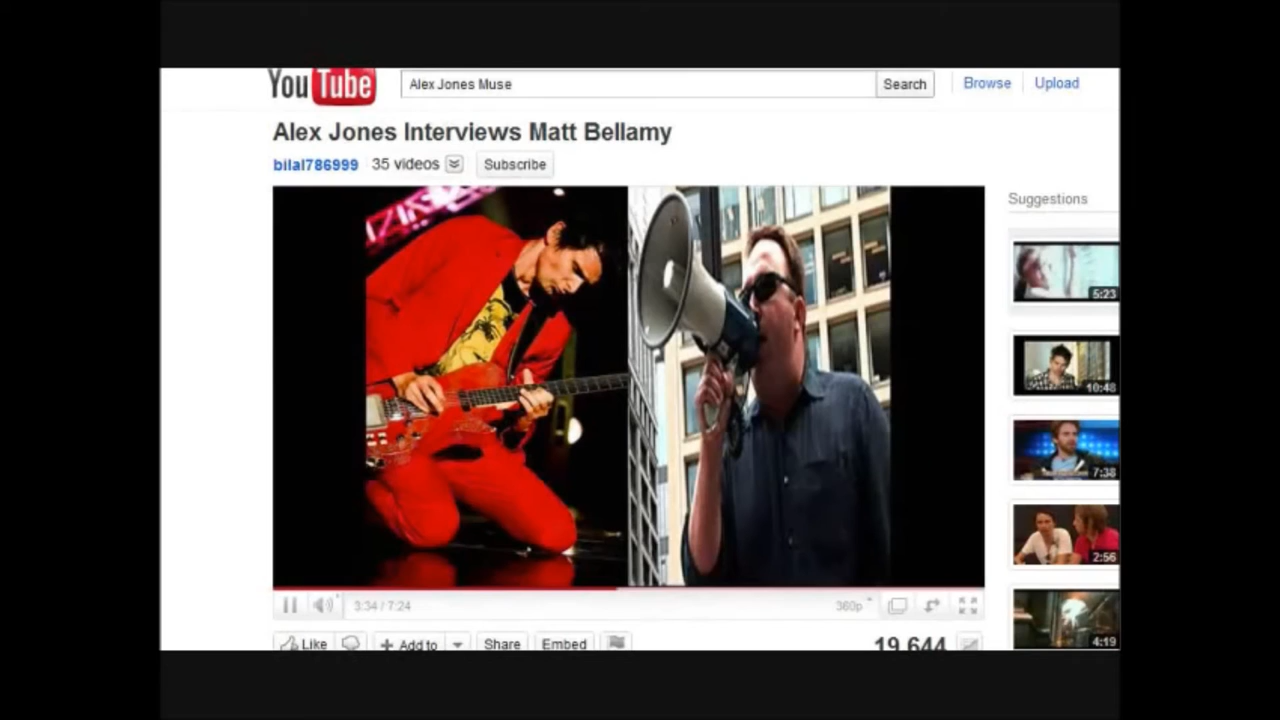 YouTube
Alex Jones Muse
Search
Browse
Upload
Alex Jones Interviews Matt Bellamy
bilal786999
35 videos
Subscribe
Suggestions
5:23
10:48
7:38
2:56
4:19
3:34 / 7:24
360p
Like
Add to
Share
Embed
19,644